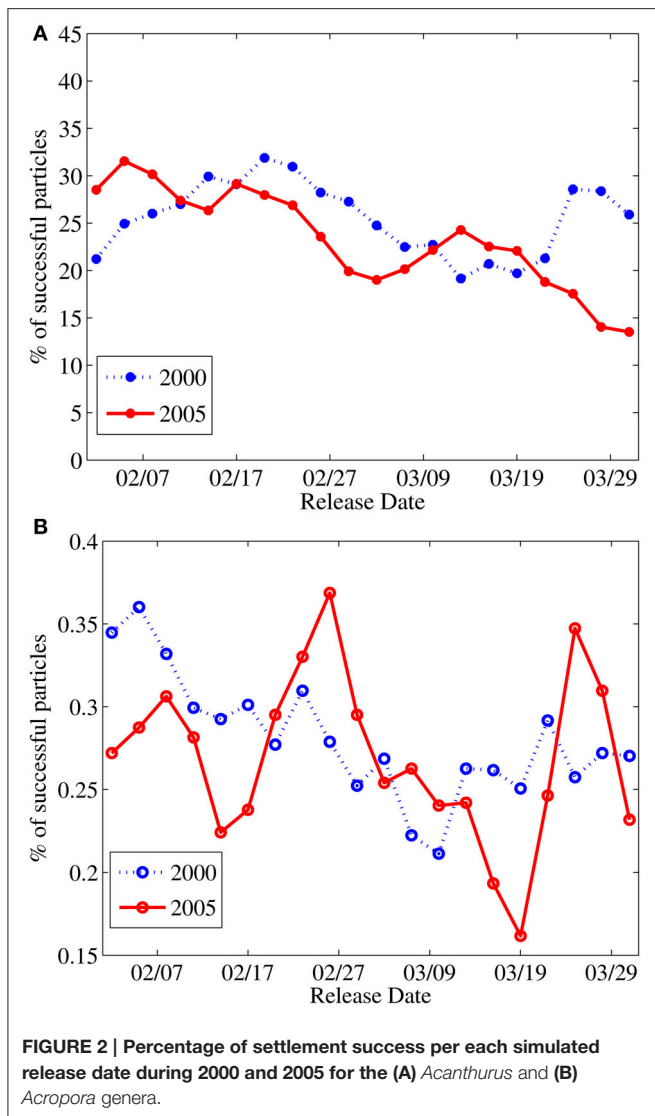 A
45
40
35
30
25
20
15
10
5
0
% of successful particles
2000
2005
02/07 02/17 02/27 03/09 03/19 03/29
Release Date
B
0.4
0.35
0.3
0.25
0.2
0.15
% of successful particles
2000
2005
02/07 02/17 02/27 03/09 03/19 03/29
Release Date
FIGURE 2 | Percentage of settlement success per each simulated
release date during 2000 and 2005 for the (A) Acanthurus and (B)
Acropora genera.